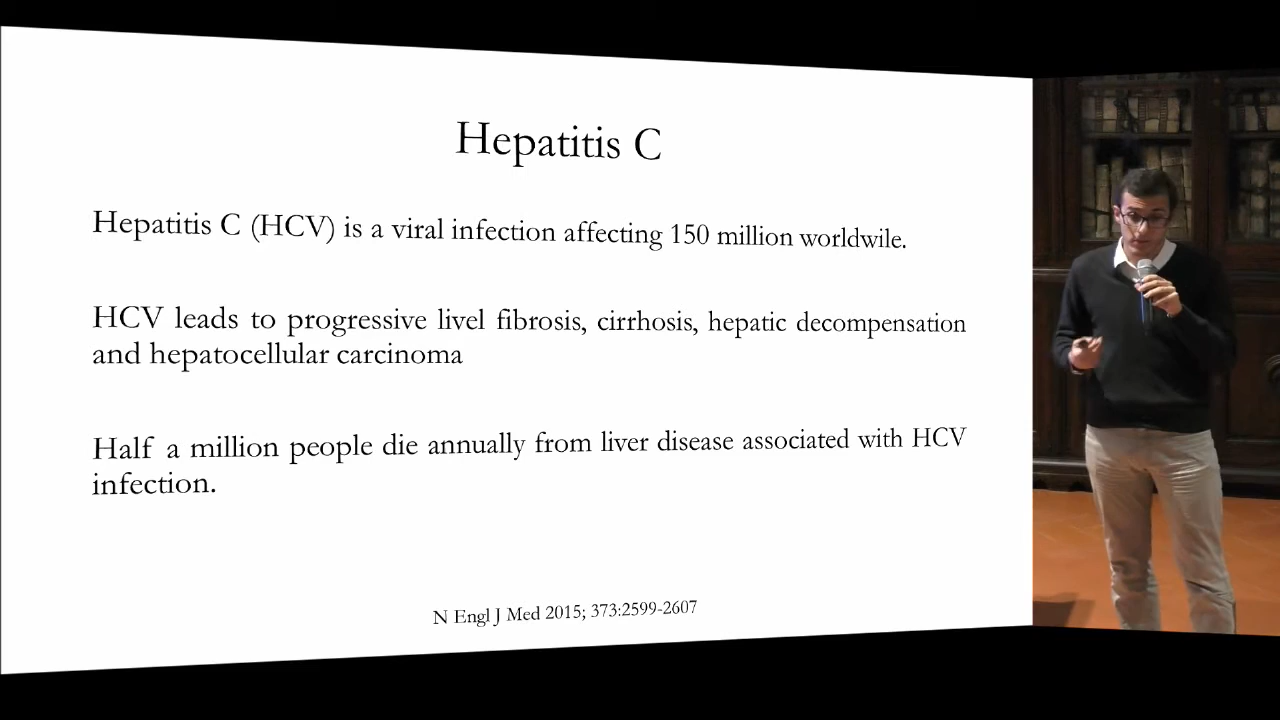 Hepatitis C
Hepatitis C (HCV) is a viral infection affecting 150 million worldwile.
HCV leads to progressive livel fibrosis, cirrhosis, hepatic decompensation
and hepatocellular carcinoma
Half a million people die annually from liver disease associated with HCV
infection.
N Engl J Med 2015; 373:2599-2607